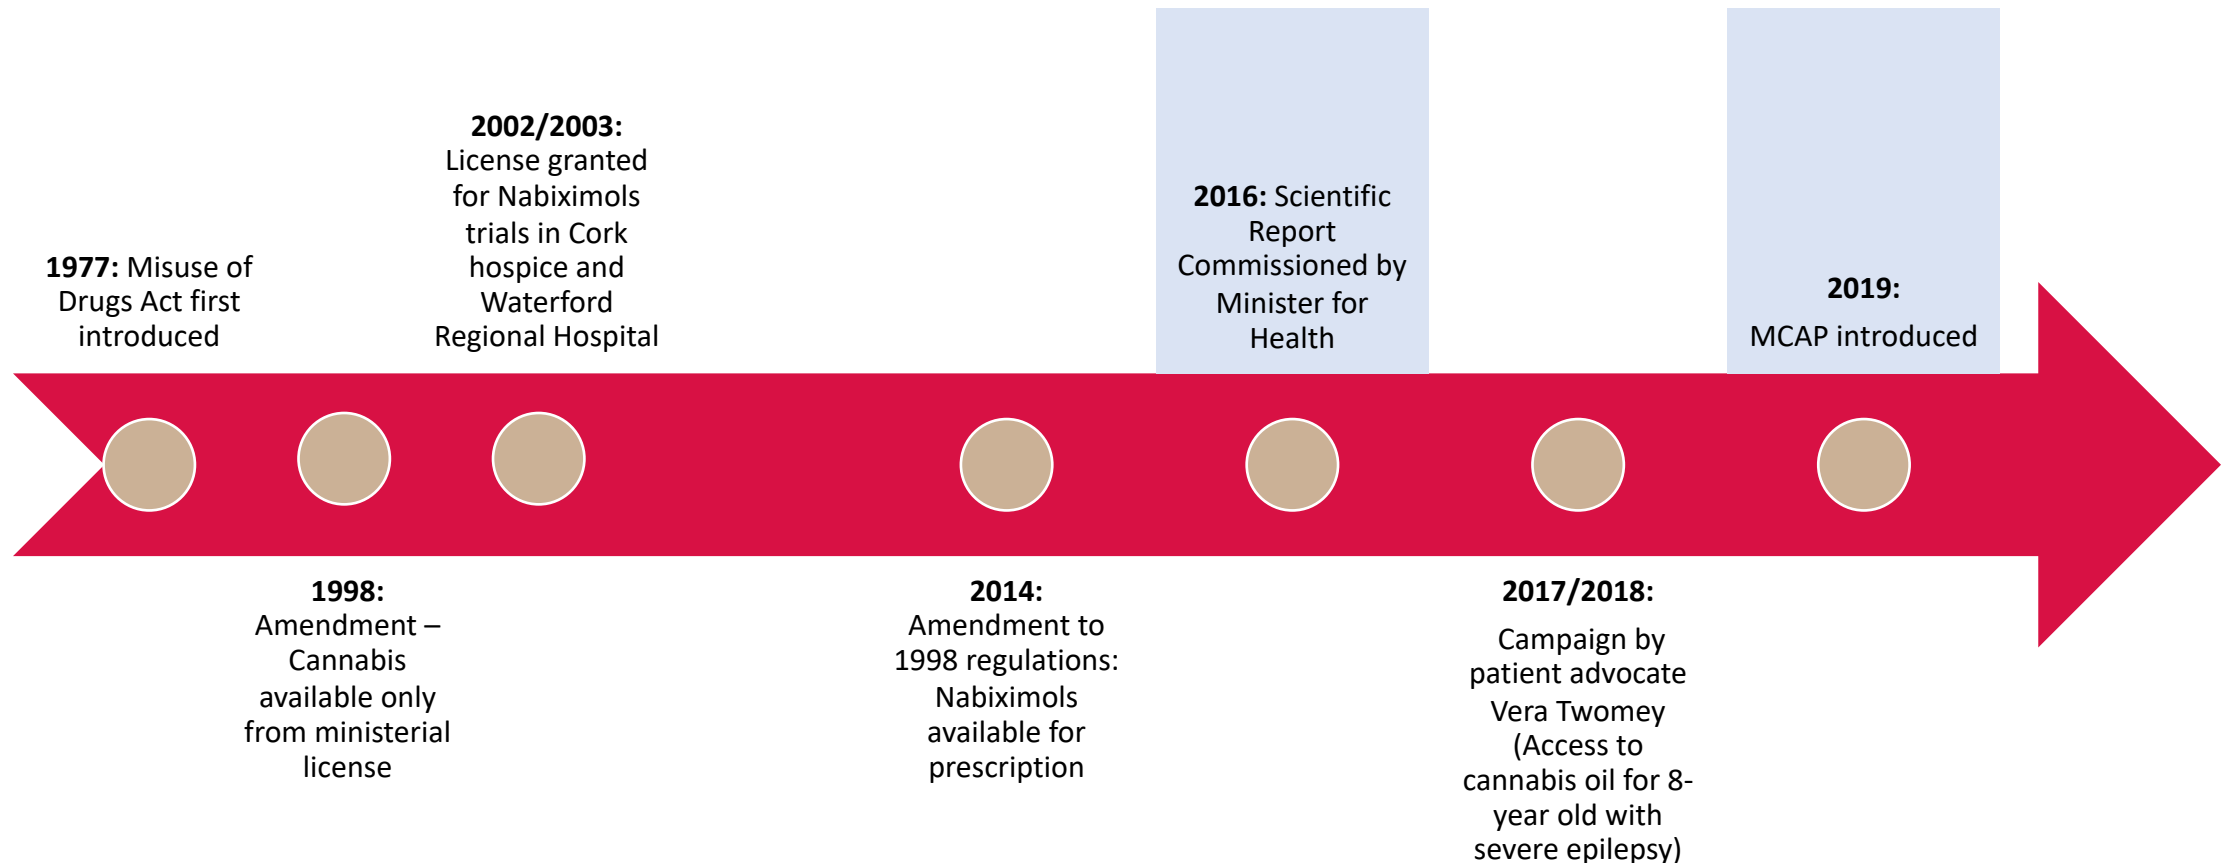 1977: Misuse of
Drugs Act first
introduced
1998:
Amendment –
Cannabis
available only
from ministerial
license
2002/2003:
License granted
for Nabiximols
trials in Cork
hospice and
Waterford
Regional Hospital
2014:
Amendment to
1998 regulations:
Nabiximols
available for
prescription
2016: Scientific
Report
Commissioned by
Minister for
Health
2017/2018:
Campaign by
patient advocate
Vera Twomey
(Access to
cannabis oil for 8-
year old with
severe epilepsy)
2019:
MCAP introduced